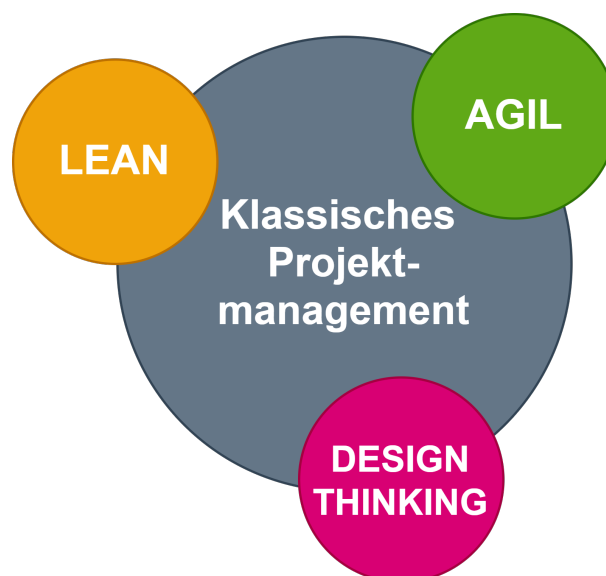 LEAN
AGIL
Klassisches
Projekt-
management
DESIGN
THINKING